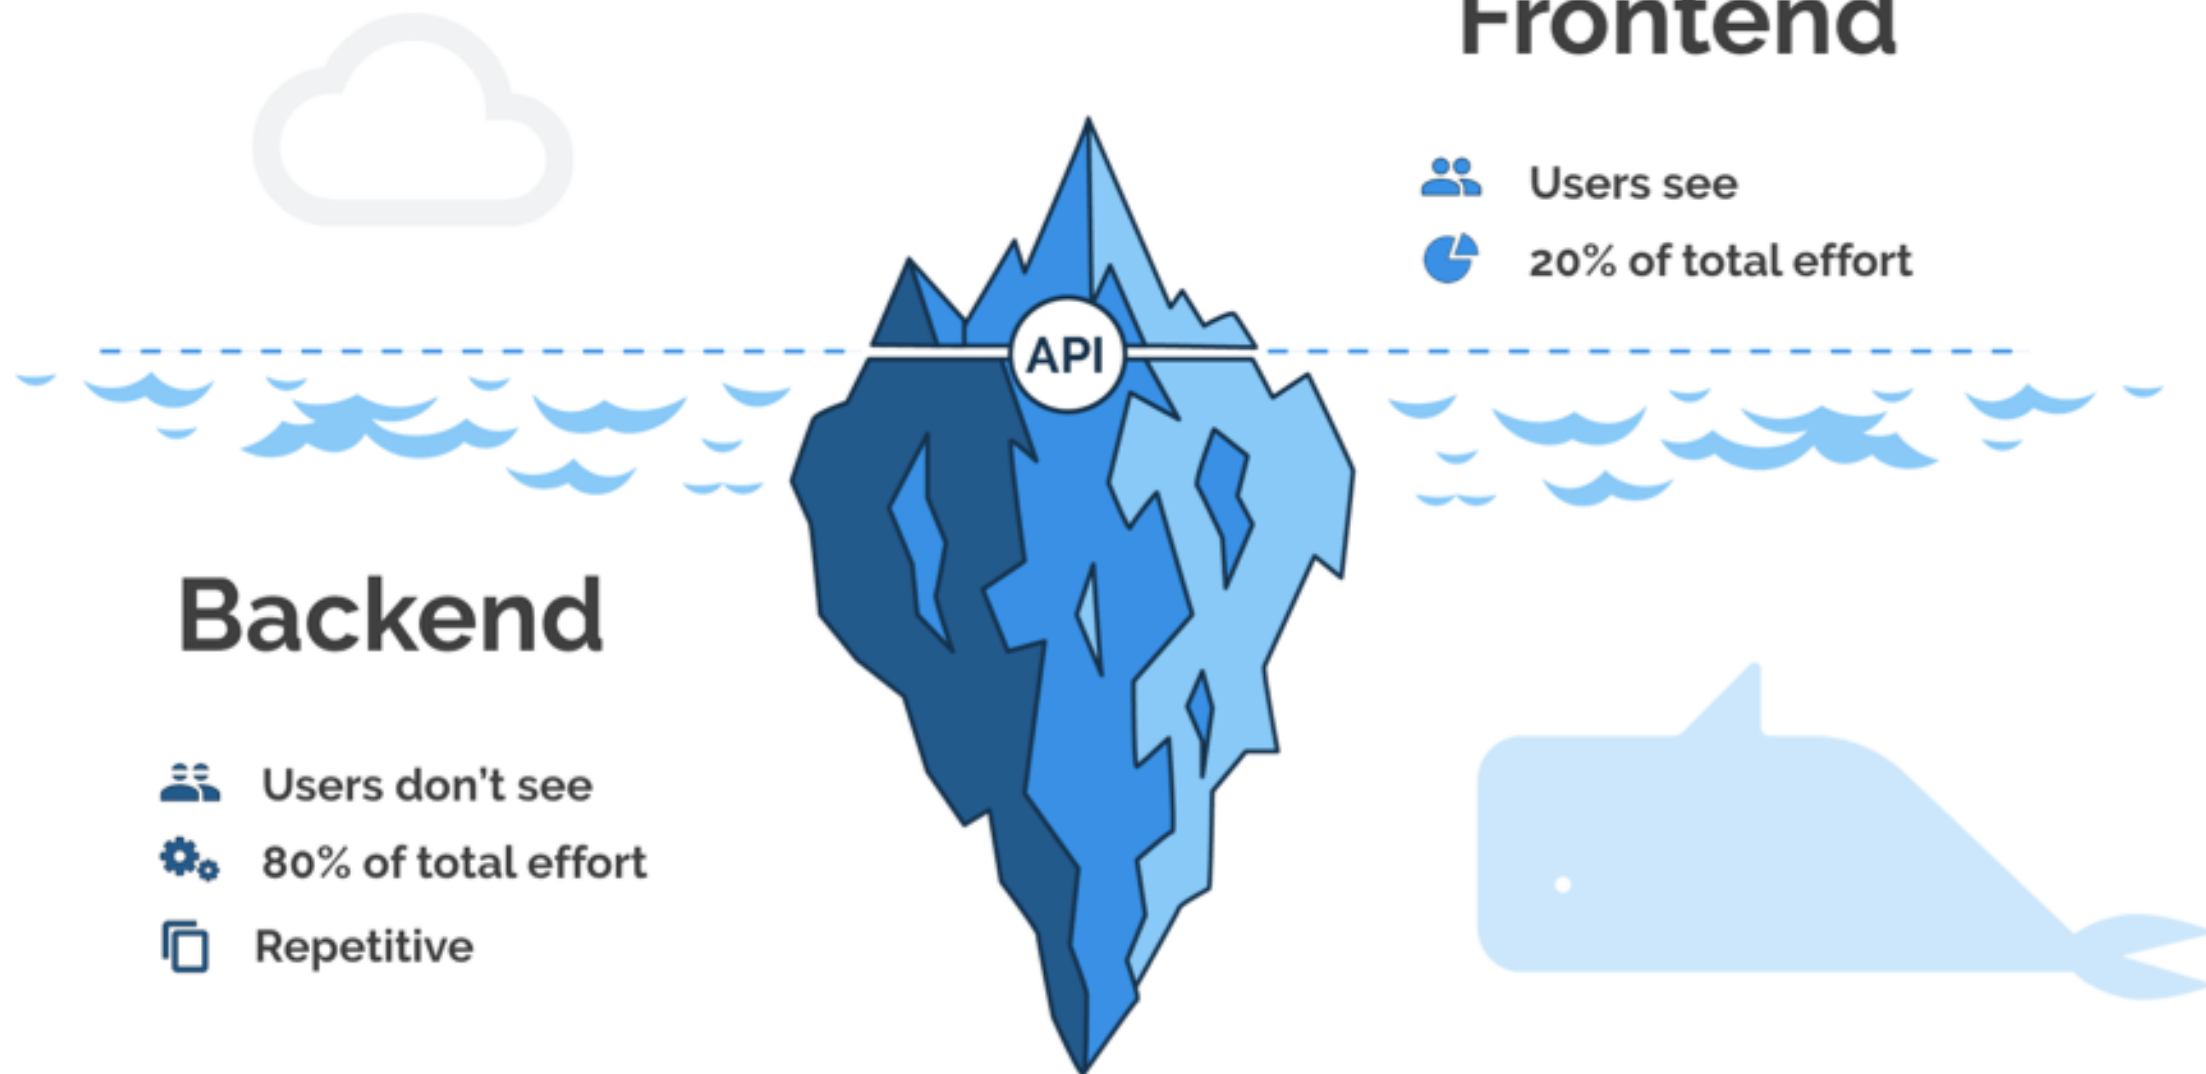 Frontend
Users see
20% of total effort
API
Backend
Users don't see
80% of total effort
Repetitive